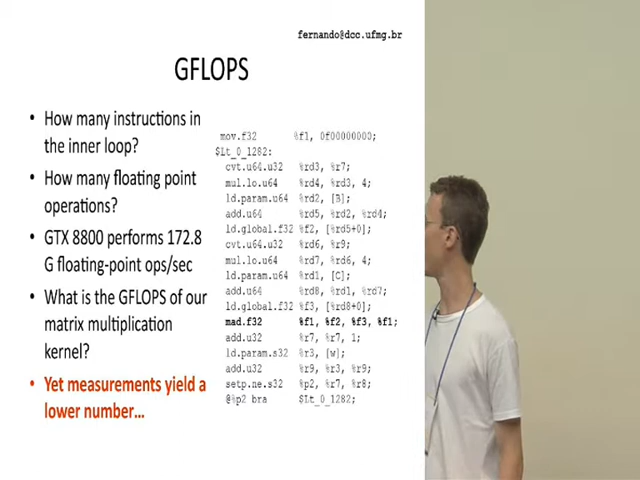 fernando@dcc.ufmg.br
GFLOPS
• How many instructions in
the inner loop?
• How many floating point
operations?
• GTX 8800 performs 172.8
G floating-point ops/sec
• What is the GFLOPS of our
matrix multiplication
kernel?
• Yet measurements yield a
lower number...
mov.f32 %f1, 0f00000000;
$Lt_0_1282:
cvt.u64.u32 %rd3, %r7;
mul.lo.u64 %rd4, %rd3, 4;
ld.param.u64 %rd2, [B];
add.u64 %rd5, %rd2, %rd4;
ld.global.f32 %f2, [%rd5+0];
cvt.u64.u32 %rd6, %r9;
mul.lo.u64 %rd7, %rd6, 4;
ld.param.u64 %rd1, [C];
add.u64 %rd8, %rd1, %rd7;
ld.global.f32 %f3, [%rd8+0];
mad.f32 %f1, %f2, %f3, %f1;
add.u32 %r7, %r7, 1;
ld.param.s32 %r3, [w];
add.u32 %r9, %r3, %r9;
setp.ne.s32 %p2, %r7, %r8;
@%p2 bra $Lt_0_1282;